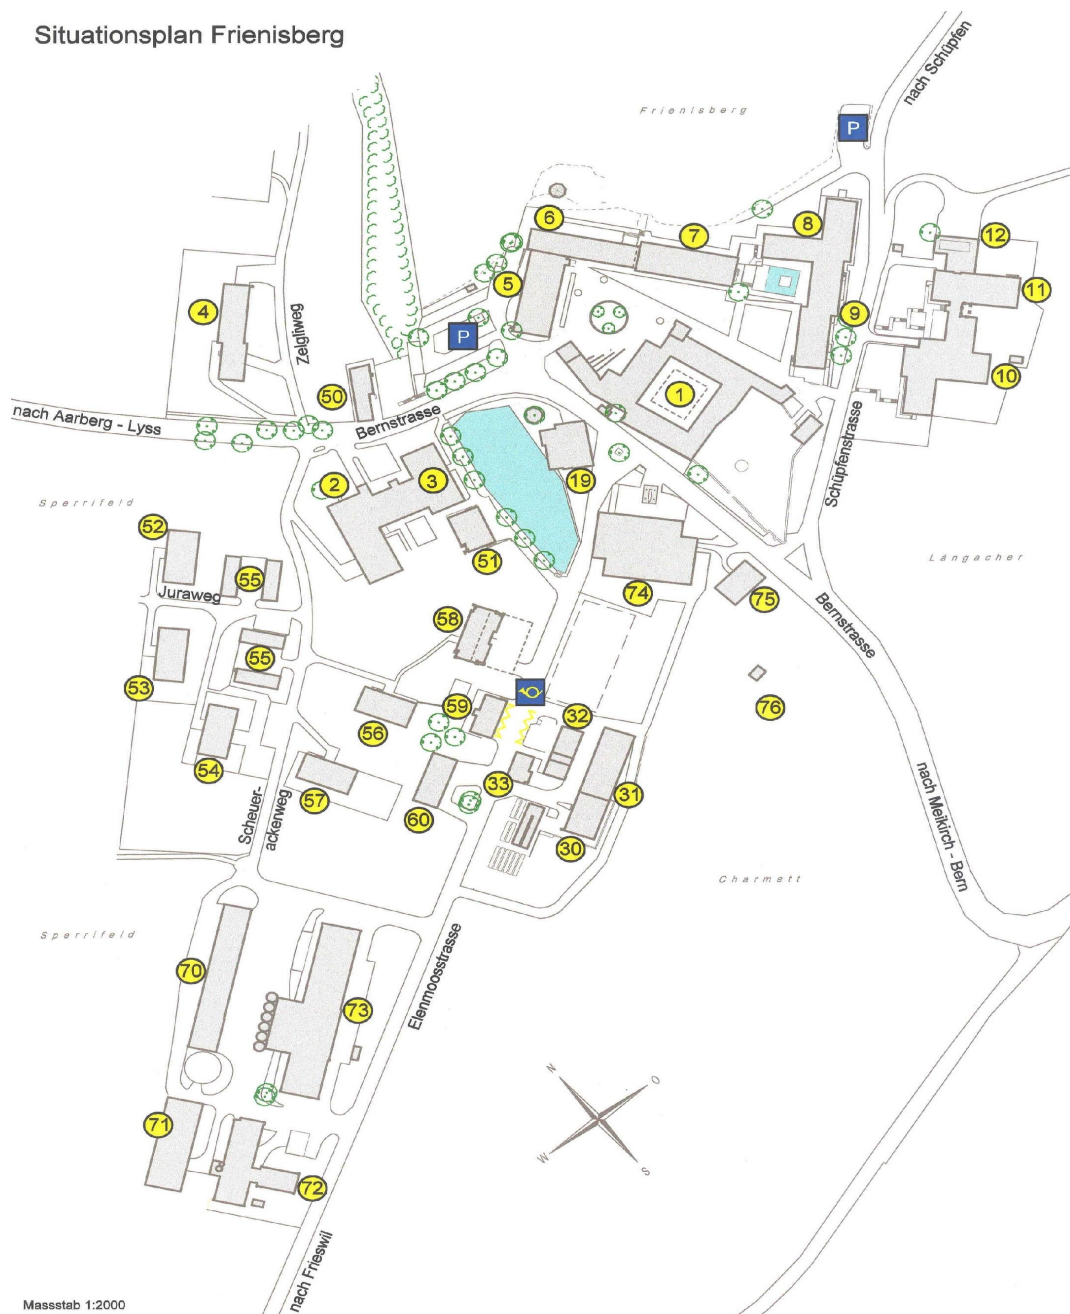 Situationsplan Frienisberg
nach Schüpfen
Frienisberg
P
6
7
8
12
5
11
4
9
Zelgliweg
P
10
50
1
nach Aarberg - Lyss
Bernstrasse
2
3
19
Schüpfenstrasse
Sperrifeld
52
51
Längacher
55
74
75
Juraweg
58
Bernstrasse
55
53
59
32
76
56
54
33
31
57
60
30
Scheuer-
ackerweg
nach Meikirch - Bern
Charmatt
Sperrifeld
70
73
Elenmoosstrasse
N
O
W
S
71
72
nach Frieswil
Massstab 1:2000